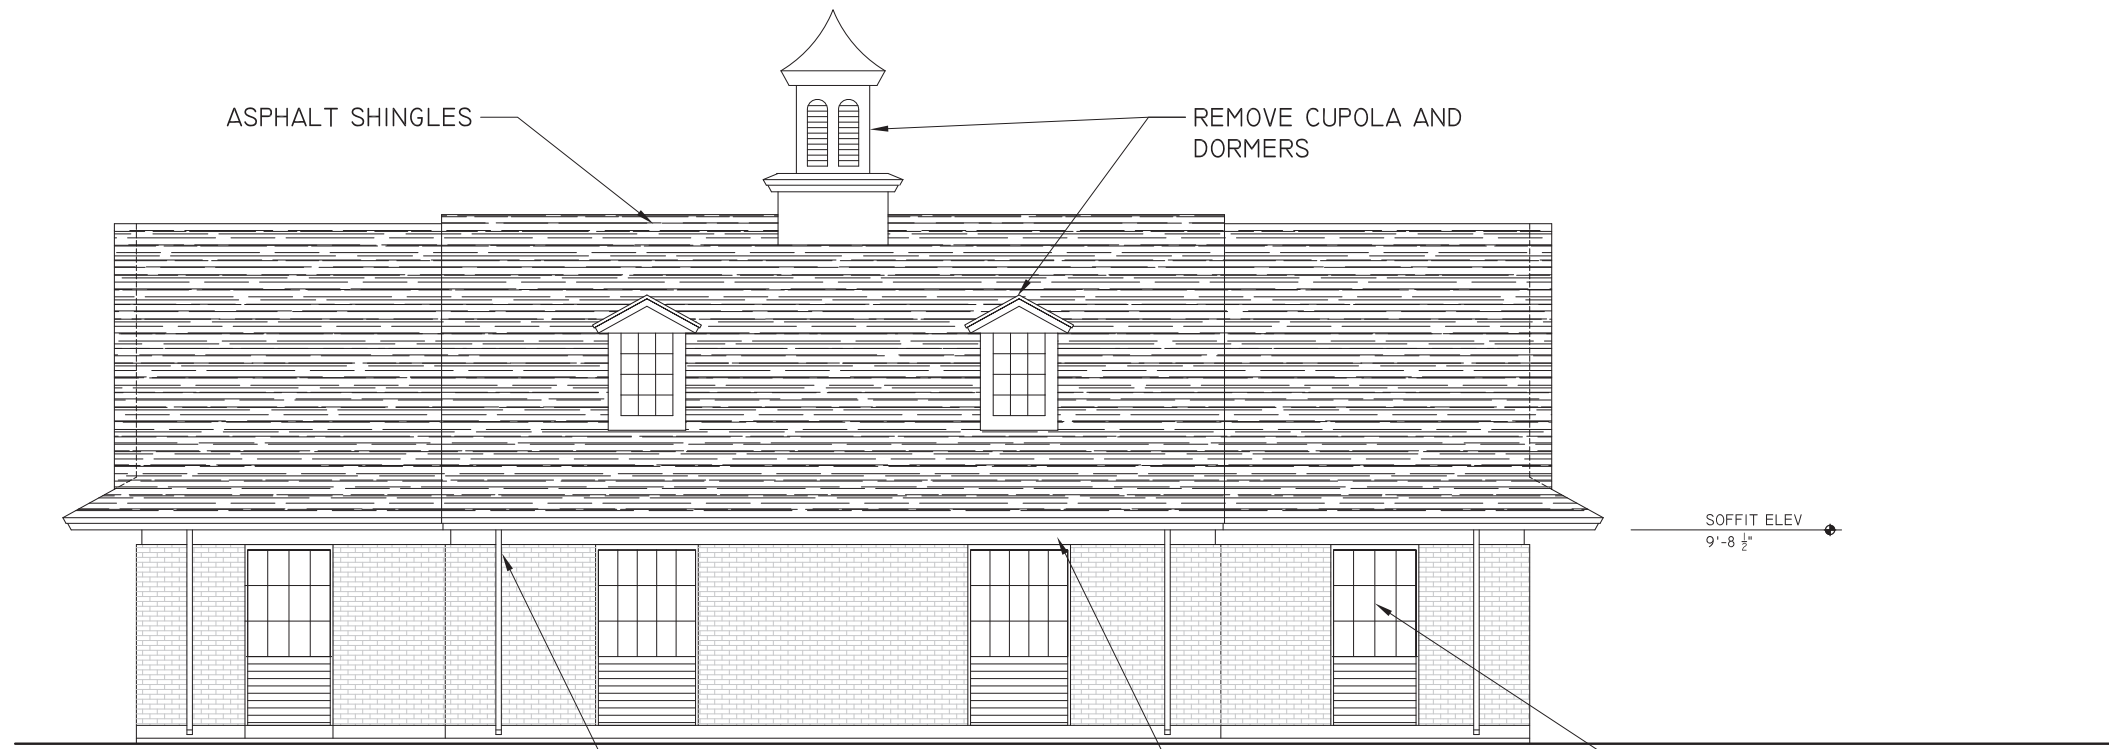 ASPHALT SHINGLES
REMOVE CUPOLA AND
DORMERS
SOFFIT ELEV
9'-8 1/2"